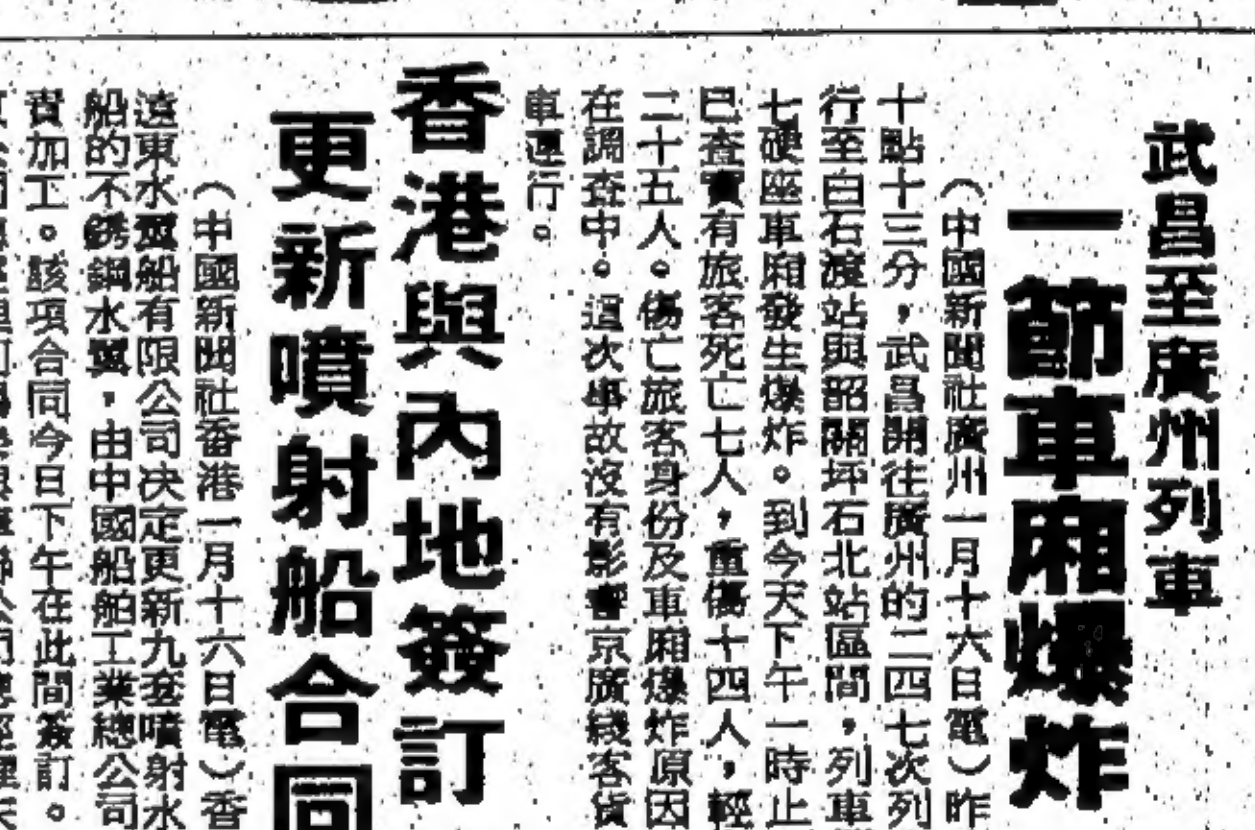 武昌至廣州列車
一節車廂爆炸
（中國新聞社廣州一月十六日電）昨
十點十三分，武昌開往廣州的二四七次列
行至白石渡站與韶關坪石北站區間，列車
七硬座車廂發生爆炸。到今天下午一時止
已查實有旅客死亡七人，重傷十四人，輕
二十五人。傷亡旅客身份及車廂爆炸原因
在調查中。這次事故沒有影響京廣綫客貨
車運行。
香港與內地簽訂
更新噴射船合同
（中國新聞社香港一月十六日電）香
遠東水翼船有限公司决定更新九套噴射水
船的不銹鋼水翼，由中國船舶工業總公司
責加工。該項合同今日下午在此間簽訂。